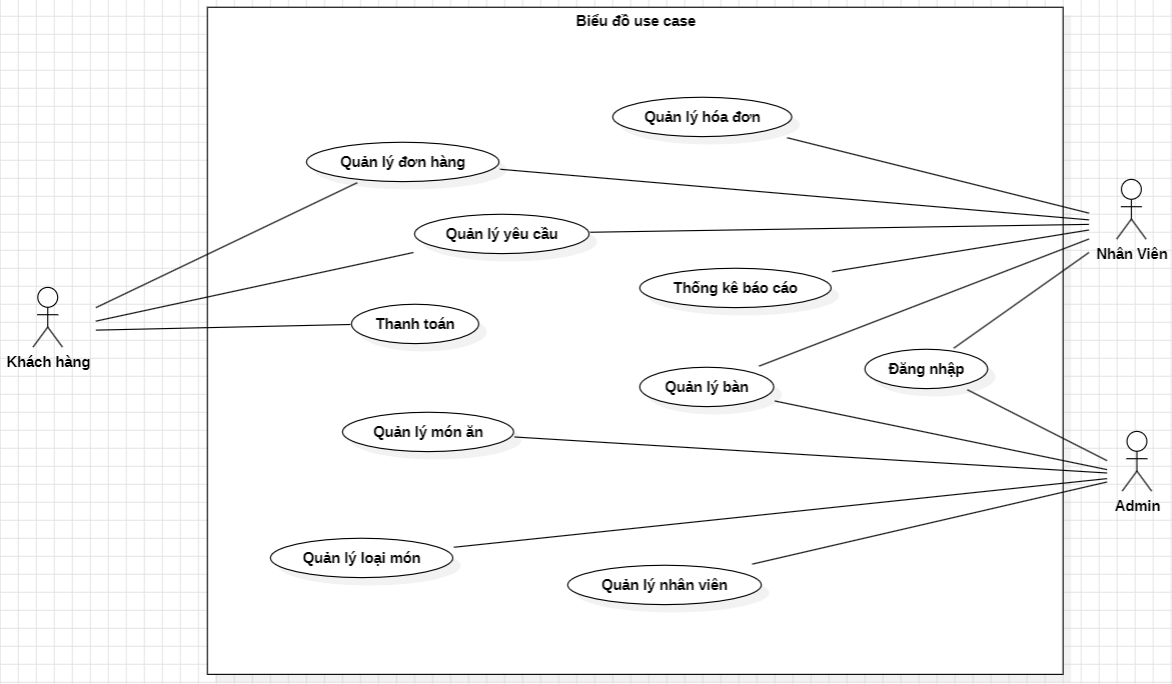 Biểu đồ use case
Quản lý hóa đơn
Quản lý đơn hàng
Quản lý yêu cầu
Nhân Viên
Thống kê báo cáo
Thanh toán
Khách hàng
Đăng nhập
Quản lý bàn
Quản lý món ăn
Admin
Quản lý loại món
Quản lý nhân viên